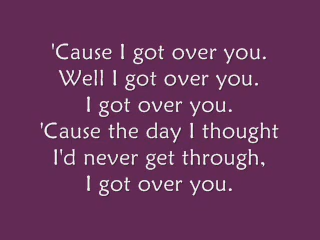 'Cause I got over you.
Well I got over you.
I got over you.
'Cause the day I thought
I'd never get through,
I got over you.